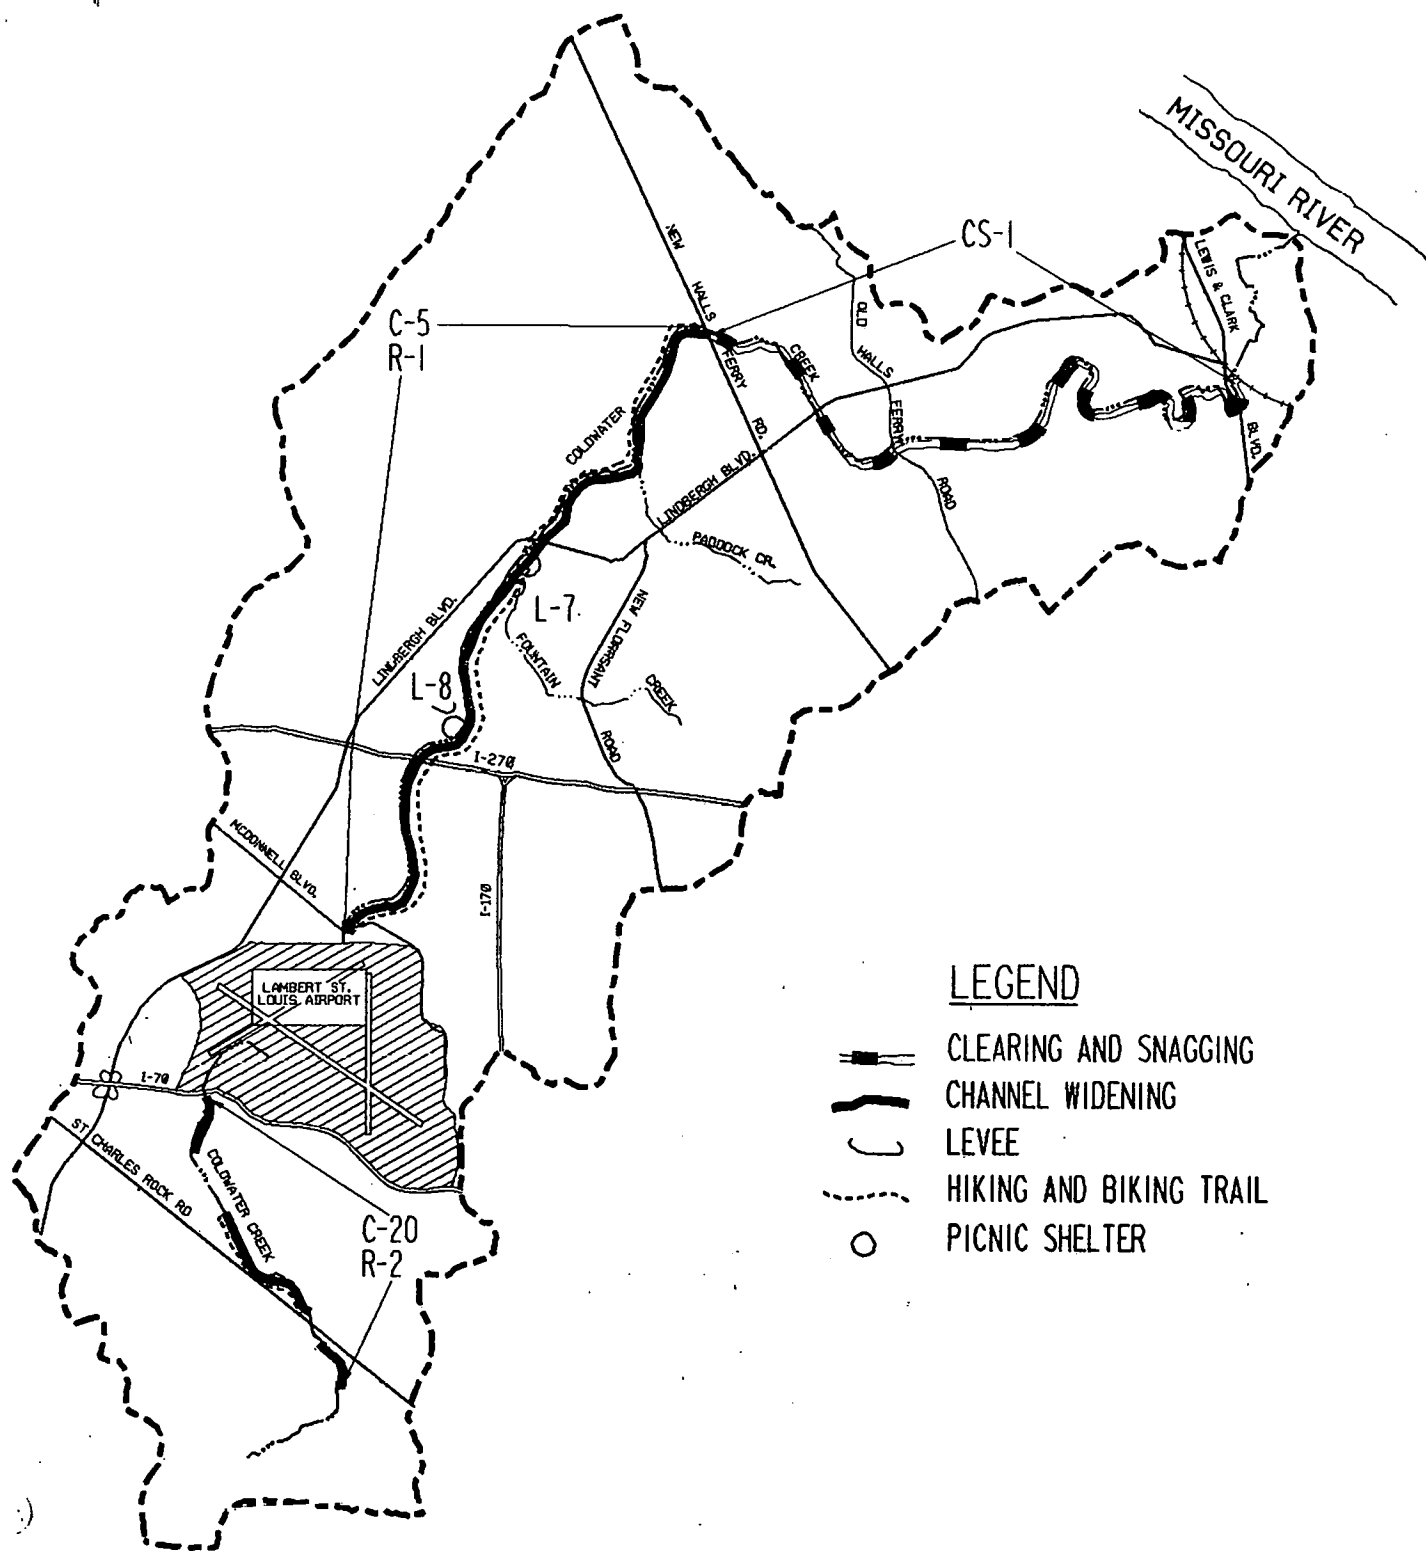 MISSOURI RIVER
CS-1
NEW
HALLS
FERRY
RD.
OLD
HALLS
FERRY
ROAD
LEWIS & CLARK
BLVD.
C-5
R-1
CREEK
COLDWATER
LINDBERGH BLVD.
PADDOCK CR.
L-7
LINDBERGH BLVD.
FOUNTAIN
CREEK
NEW FLORRSANT
ROAD
L-8
I-270
MCDONNELL BLVD.
I-170
LAMBERT ST.
LOUIS AIRPORT
I-70
ST CHARLES ROCK RD
COLDWATER CREEK
C-20
R-2
LEGEND
CLEARING AND SNAGGING
CHANNEL WIDENING
LEVEE
HIKING AND BIKING TRAIL
PICNIC SHELTER